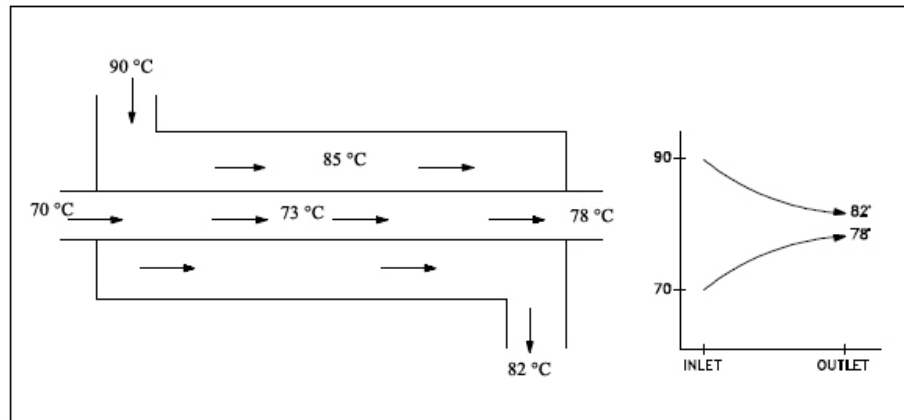 90 °C
85 °C
70 °C
73 °C
78 °C
82 °C
90
82°
78°
70
INLET
OUTLET